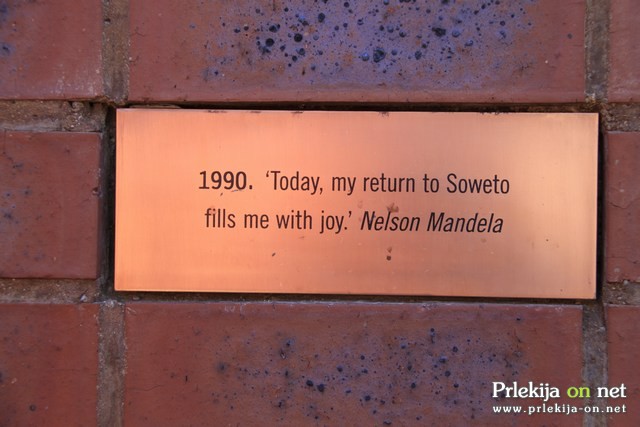 1990. ‘Today, my return to Soweto
fills me with joy.’ Nelson Mandela
Prlekija on net
www.prlekija-on.net